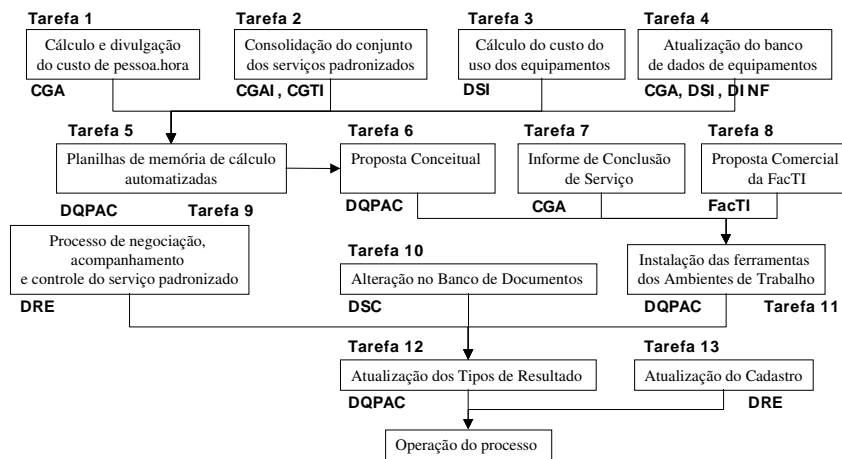 Tarefa 1
Tarefa 2
Tarefa 3
Tarefa 4
Cálculo e divulgação
do custo de pessoa.hora
Consolidação do conjunto
dos serviços padronizados
Cálculo do custo do
uso dos equipamentos
Atualização do banco
de dados de equipamentos
CGA
CGAI , CGTI
DSI
CGA, DSI , DINF
Tarefa 5
Tarefa 6
Tarefa 7
Tarefa 8
Planilhas de memória de cálculo
automatizadas
Proposta Conceitual
Informe de Conclusão
de Serviço
Proposta Comercial
da FacTI
DQPAC
Tarefa 9
DQPAC
CGA
FacTI
Processo de negociação,
acompanhamento
e controle do serviço padronizado
Tarefa 10
Alteração no Banco de Documentos
Instalação das ferramentas
dos Ambientes de Trabalho
DRE
DSC
DQPAC
Tarefa 11
Tarefa 12
Tarefa 13
Atualização dos Tipos de Resultado
Atualização do Cadastro
DQPAC
DRE
Operação do processo